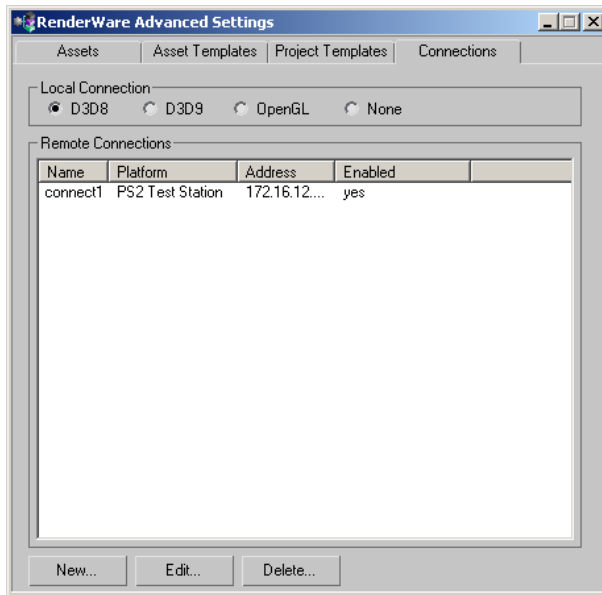 RenderWare Advanced Settings
Assets Asset Templates Project Templates Connections
Local Connection
D3D8 D3D9 OpenGL None
Remote Connections
Name Platform Address Enabled
connect1 PS2 Test Station 172.16.12.... yes
New... Edit... Delete...